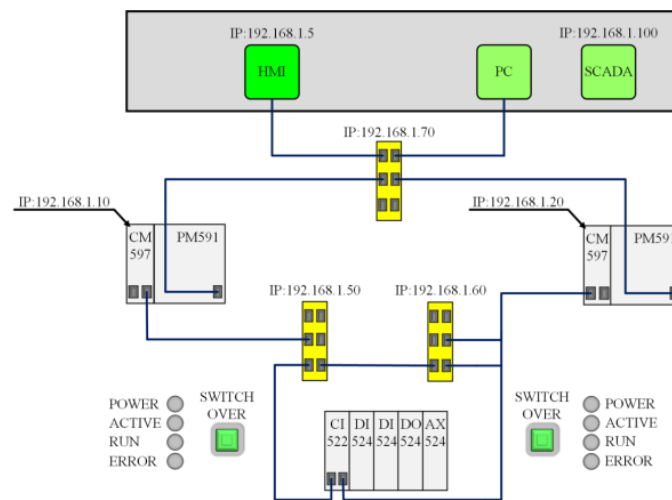 IP:192.168.1.5
IP:192.168.1.100
HMI
PC
SCADA
IP:192.168.1.70
IP:192.168.1.10
IP:192.168.1.20
CM
597
PM591
CM
597
PM591
IP:192.168.1.50
IP:192.168.1.60
POWER
ACTIVE
RUN
ERROR
SWITCH
OVER
CI
522
DI
524
DI
524
DO
524
AX
524
SWITCH
OVER
POWER
ACTIVE
RUN
ERROR